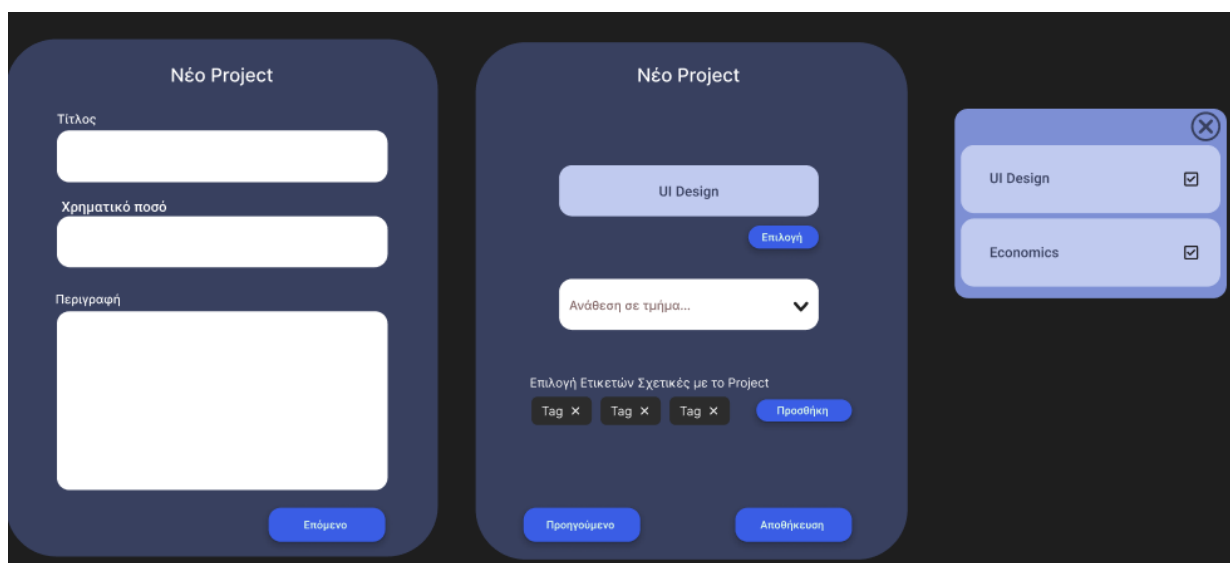 Νέο Project
Τίτλος
Χρηματικό ποσό
Περιγραφή
Επόμενο
Νέο Project
UI Design
Επιλογή
Ανάθεση σε τμήμα...
Επιλογή Ετικετών Σχετικές με το Project
Tag × Tag × Tag × Προσθήκη
Προηγούμενο Αποθήκευση
UI Design
Economics